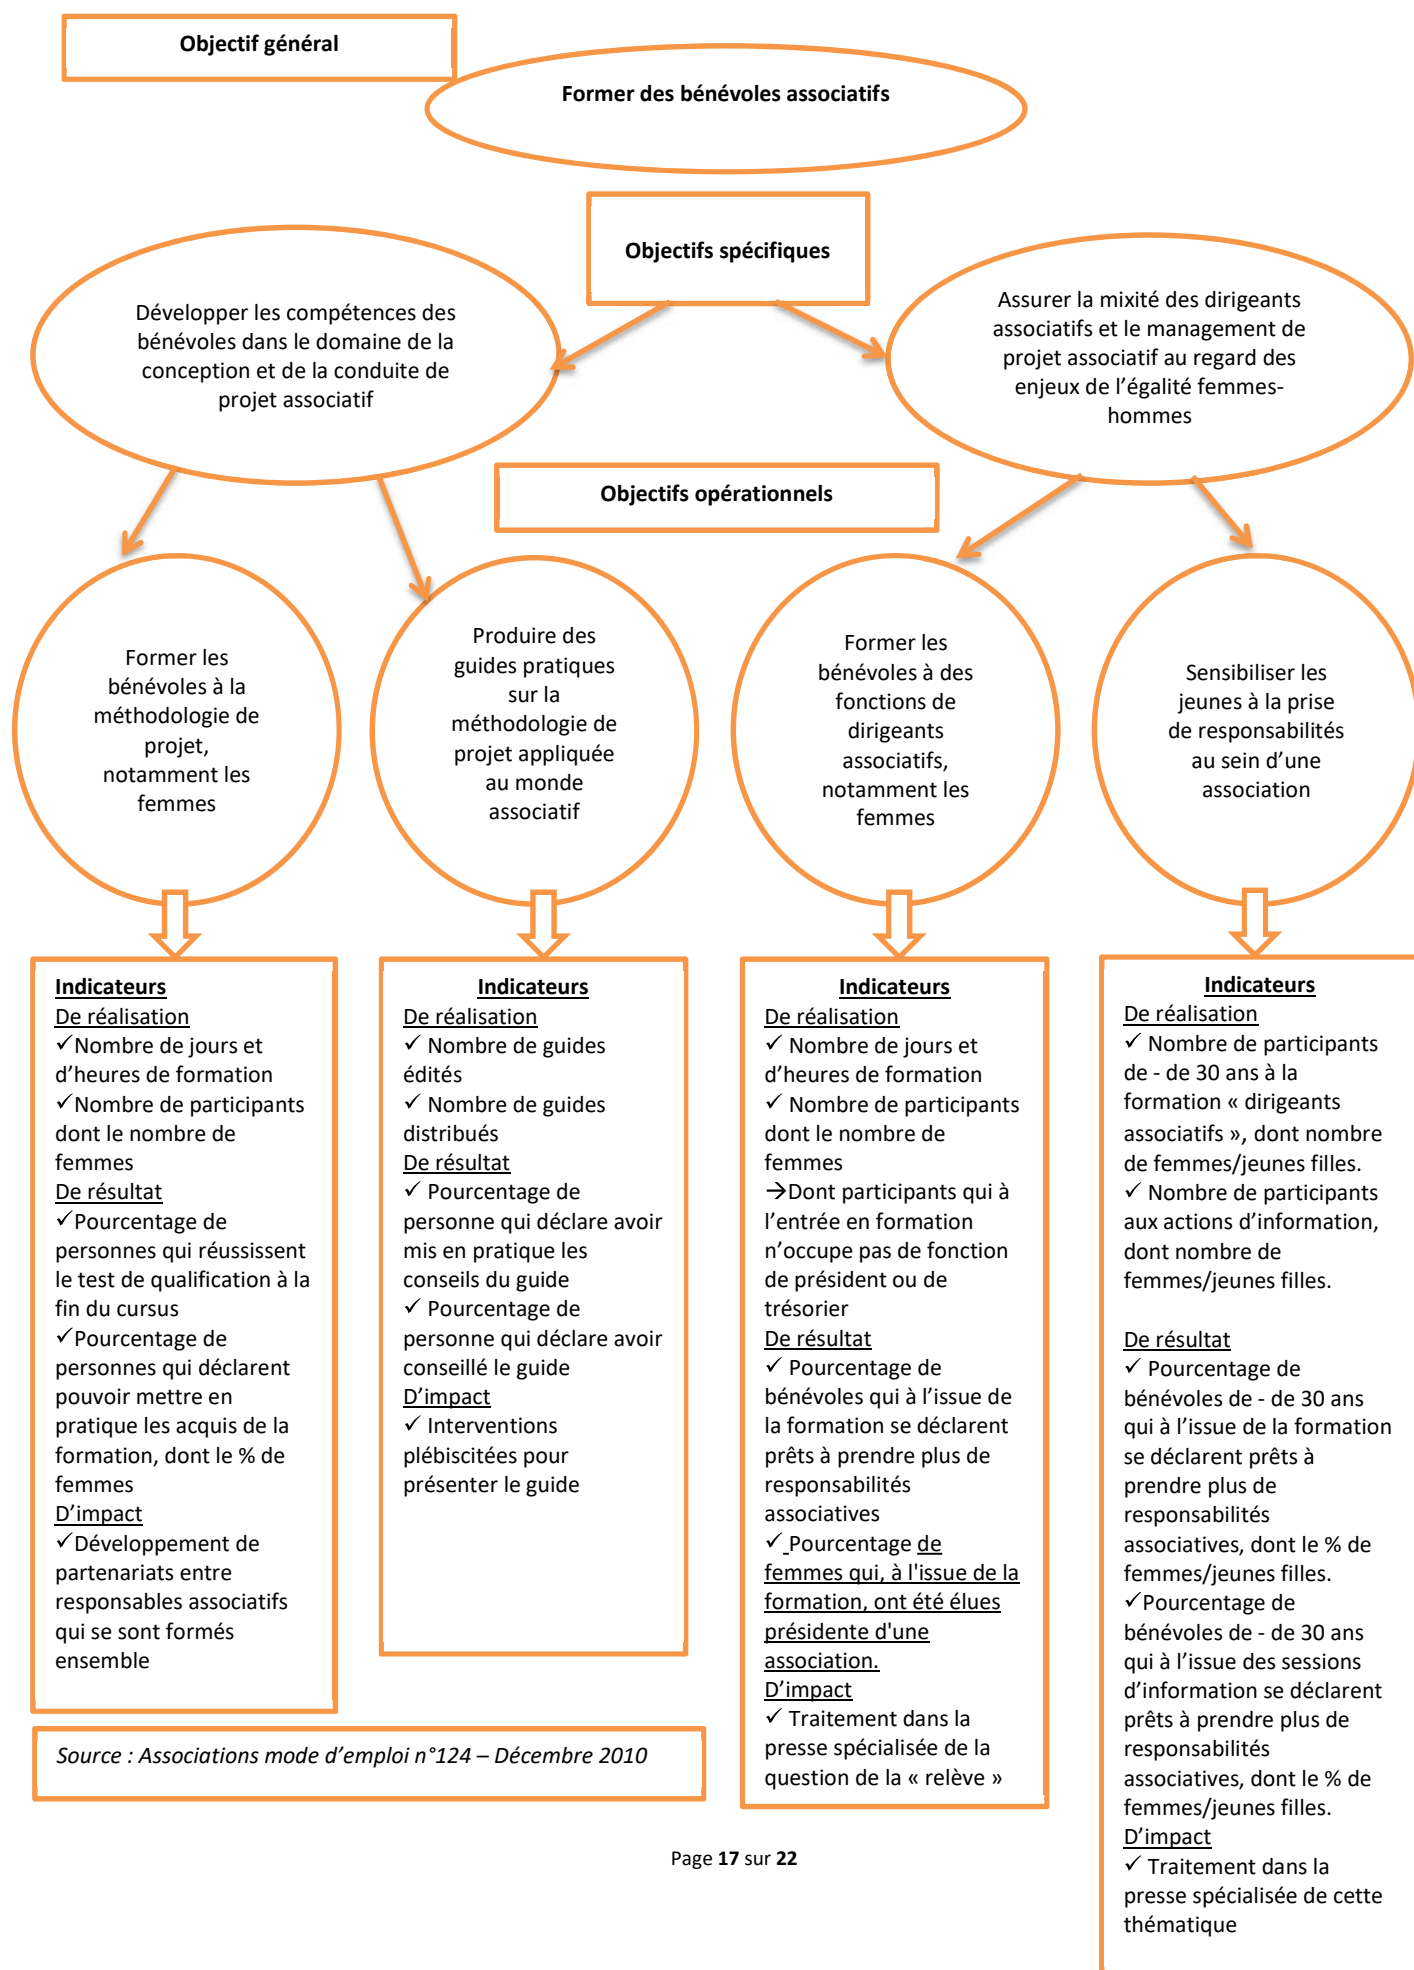 Objectif général
Former des bénévoles associatifs
Objectifs spécifiques
Développer les compétences des
bénévoles dans le domaine de la
conception et de la conduite de
projet associatif
Assurer la mixité des dirigeants
associatifs et le management de
projet associatif au regard des
enjeux de l’égalité femmes-
hommes
Objectifs opérationnels
Former les
bénévoles à la
méthodologie de
projet,
notamment les
femmes
Produire des
guides pratiques
sur la
méthodologie de
projet appliquée
au monde
associatif
Former les
bénévoles à des
fonctions de
dirigeants
associatifs,
notamment les
femmes
Sensibiliser les
jeunes à la prise
de responsabilités
au sein d’une
association
Indicateurs
De réalisation
✓Nombre de jours et
d’heures de formation
✓Nombre de participants
dont le nombre de
femmes
De résultat
✓Pourcentage de
personnes qui réussissent
le test de qualification à la
fin du cursus
✓Pourcentage de
personnes qui déclarent
pouvoir mettre en
pratique les acquis de la
formation, dont le % de
femmes
D’impact
✓Développement de
partenariats entre
responsables associatifs
qui se sont formés
ensemble
Indicateurs
De réalisation
✓ Nombre de guides
édités
✓ Nombre de guides
distribués
De résultat
✓ Pourcentage de
personne qui déclare avoir
mis en pratique les
conseils du guide
✓ Pourcentage de
personne qui déclare avoir
conseillé le guide
D’impact
✓ Interventions
plébiscitées pour
présenter le guide
Indicateurs
De réalisation
✓ Nombre de jours et
d’heures de formation
✓ Nombre de participants
dont le nombre de
femmes
→Dont participants qui à
l’entrée en formation
n’occupe pas de fonction
de président ou de
trésorier
De résultat
✓ Pourcentage de
bénévoles qui à l’issue de
la formation se déclarent
prêts à prendre plus de
responsabilités
associatives
✓ Pourcentage de
femmes qui, à l'issue de la
formation, ont été élues
présidente d'une
association.
D’impact
✓ Traitement dans la
presse spécialisée de la
question de la « relève »
Indicateurs
De réalisation
✓ Nombre de participants
de - de 30 ans à la
formation « dirigeants
associatifs », dont nombre
de femmes/jeunes filles.
✓ Nombre de participants
aux actions d’information,
dont nombre de
femmes/jeunes filles.
De résultat
✓ Pourcentage de
bénévoles de - de 30 ans
qui à l’issue de la formation
se déclarent prêts à
prendre plus de
responsabilités
associatives, dont le % de
femmes/jeunes filles.
✓Pourcentage de
bénévoles de - de 30 ans
qui à l’issue des sessions
d’information se déclarent
prêts à prendre plus de
responsabilités
associatives, dont le % de
femmes/jeunes filles.
D’impact
✓ Traitement dans la
presse spécialisée de cette
thématique
Source : Associations mode d’emploi n°124 – Décembre 2010
Page 17 sur 22